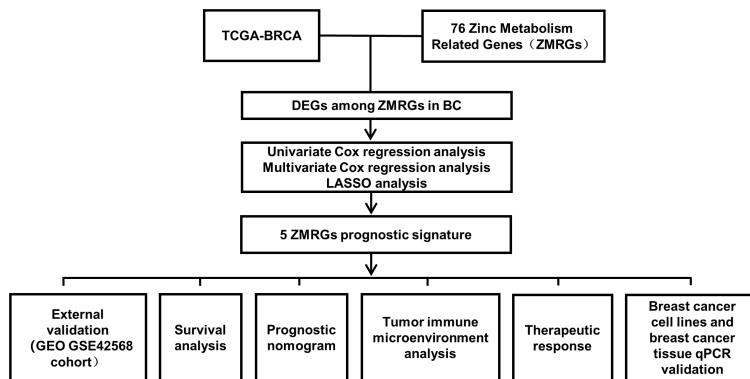 TCGA-BRCA
76 Zinc Metabolism
Related Genes（ZMRGs）
DEGs among ZMRGs in BC
Univariate Cox regression analysis
Multivariate Cox regression analysis
LASSO analysis
5 ZMRGs prognostic signature
External
validation
(GEO GSE42568
cohort）
Survival
analysis
Prognostic
nomogram
Tumor immune
microenvironment
analysis
Therapeutic
response
Breast cancer
cell lines and
breast cancer
tissue qPCR
validation